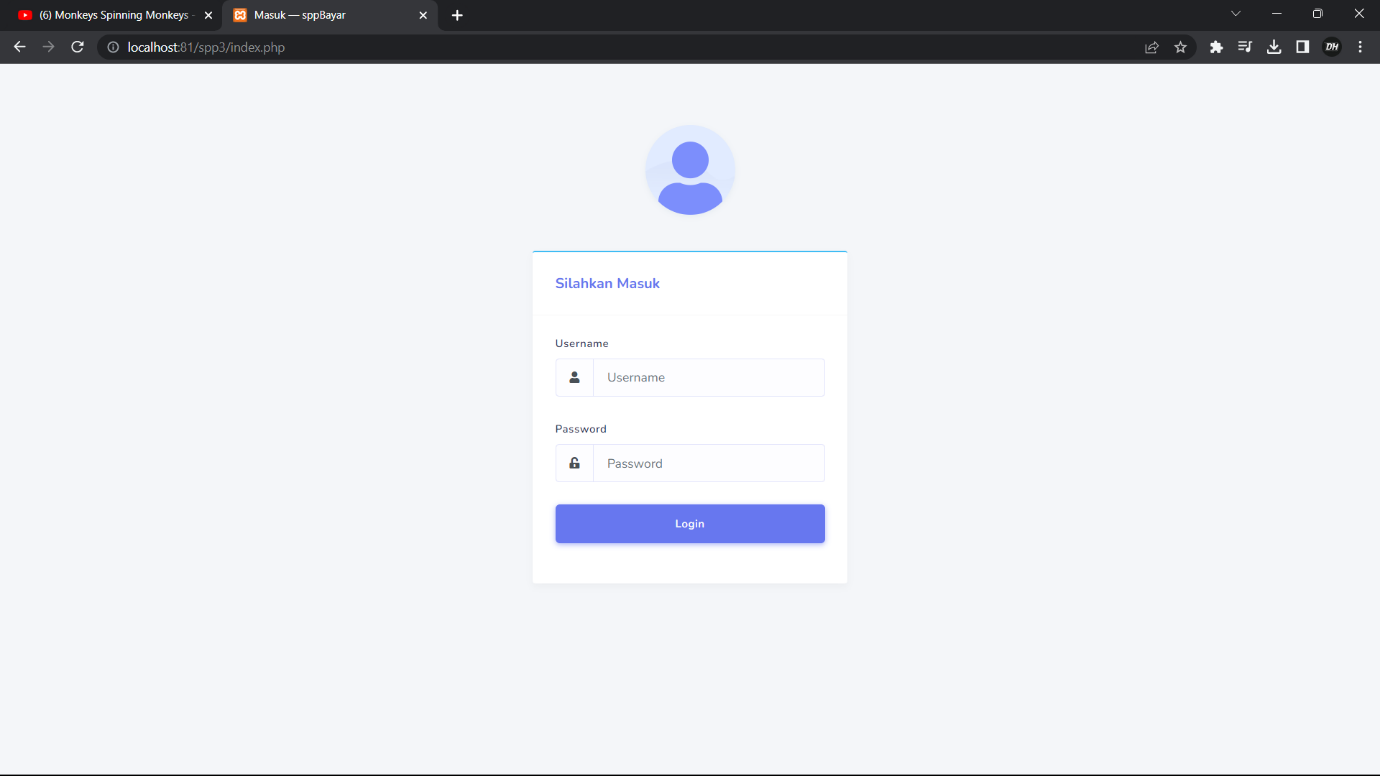 (6) Monkeys Spinning Monkeys -
Masuk — sppBayar
localhost:81/spp3/index.php
DH
Silahkan Masuk
Username
Username
Password
Password
Login